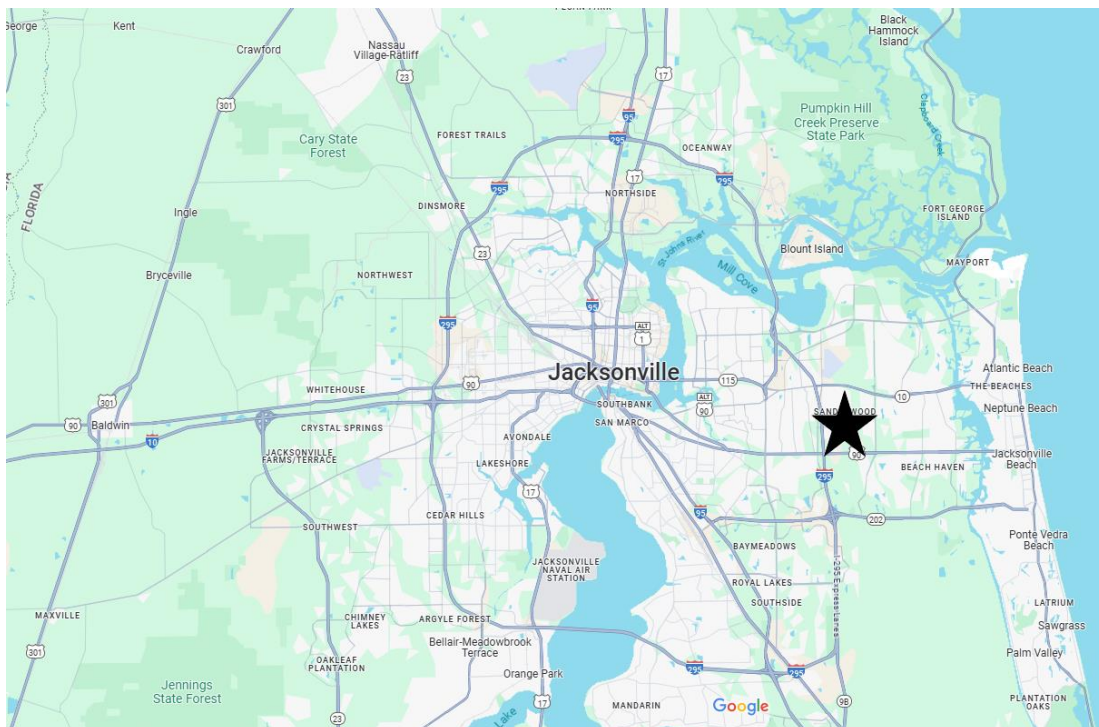 Black
Hammock
Island
Kent
Crawford
Nassau
Village-Ratliff
23
17
301
95
295
FOREST TRAILS
OCEANWAY
Pumpkin Hill
Creek Preserve
State Park
Clapboard Creek
Cary State
Forest
17
295
295
NORTHSIDE
DINSMORE
FORT GEORGE
ISLAND
FLORIDA
Ingle
23
St Johns River
Blount Island
MAYPORT
Bryceville
NORTHWEST
Mill Cove
295
95
ALT
1
Jacksonville
Atlantic Beach
WHITEHOUSE
90
115
10
THE BEACHES
301
90
Baldwin
10
CRYSTAL SPRINGS
SOUTHBANK
SAN MARCO
ALT
90
Neptune Beach
AVONDALE
JACKSONVILLE
FARMS/TERRACE
LAKESHORE
90
Jacksonville
Beach
BEACH HAVEN
17
295
SOUTHWEST
CEDAR HILLS
95
202
BAYMEADOWS
Ponte Vedra
Beach
JACKSONVILLE
NAVAL AIR
STATION
I-295 Express Lanes
ROYAL LAKES
SOUTHSIDE
MAXVILLE
CHIMNEY
LAKES
ARGYLE FOREST
LATRIUM
Sawgrass
301
Bellair-Meadowbrook
Terrace
OAKLEAF
PLANTATION
Orange Park
295
295
Palm Valley
Jennings
State Forest
17
23
Lake
MANDARIN
Google
9B
PLANTATION
OAKS